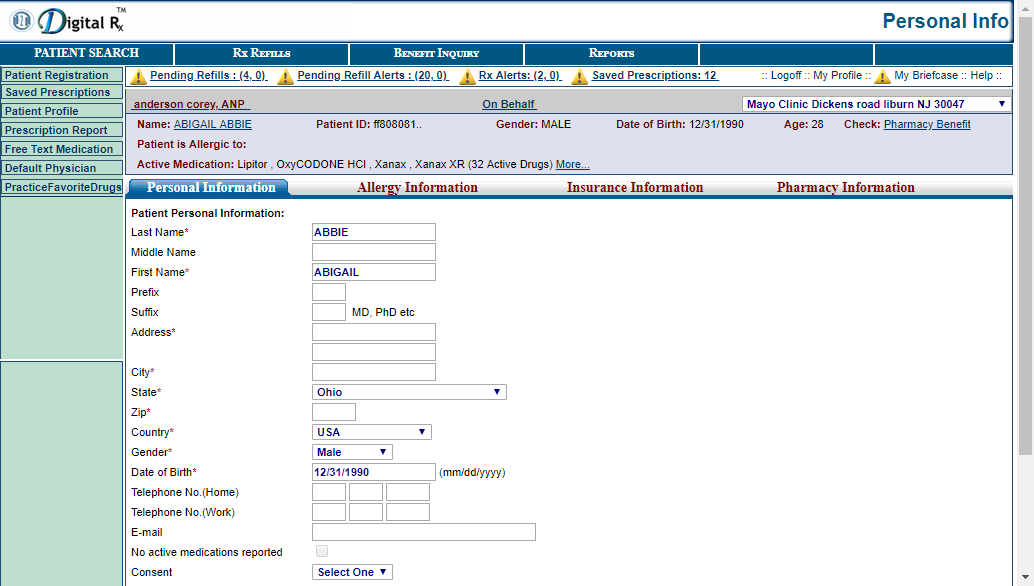 Digital Rx TM
Personal Info
PATIENT SEARCH RX REFILLS BENEFIT INQUIRY REPORTS
Patient Registration
Saved Prescriptions
Patient Profile
Prescription Report
Free Text Medication
Default Physician
PracticeFavoriteDrugs
Pending Refills : (4, 0) Pending Refill Alerts : (20, 0) Rx Alerts: (2, 0) Saved Prescriptions: 12 :: Logoff :: My Profile :: My Briefcase :: Help ::
anderson corey, ANP On Behalf Mayo Clinic Dickens road liburn NJ 30047
Name: ABIGAIL ABBIE Patient ID: ff808081.. Gender: MALE Date of Birth: 12/31/1990 Age: 28 Check: Pharmacy Benefit
Patient is Allergic to:
Active Medication: Lipitor , OxyCODONE HCl , Xanax , Xanax XR (32 Active Drugs) More...
Personal Information Allergy Information Insurance Information Pharmacy Information
Patient Personal Information:
Last Name* ABBIE
Middle Name
First Name* ABIGAIL
Prefix
Suffix MD, PhD etc
Address*
City*
State* Ohio
Zip*
Country* USA
Gender* Male
Date of Birth* 12/31/1990 (mm/dd/yyyy)
Telephone No.(Home)
Telephone No.(Work)
E-mail
No active medications reported
Consent Select One